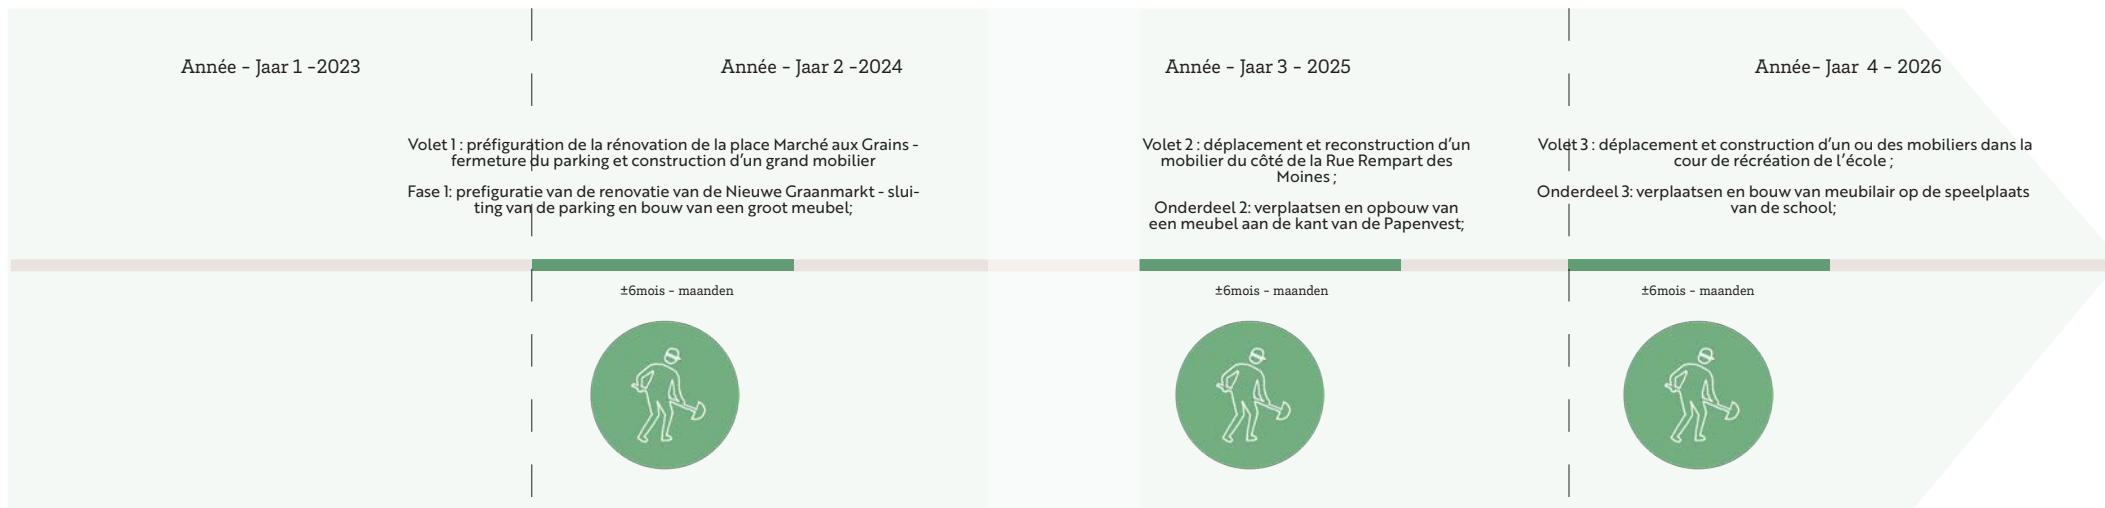 Année - Jaar 1 -2023
Année - Jaar 2 -2024
Année - Jaar 3 - 2025
Année- Jaar 4 - 2026
Volet 1 : préfiguration de la rénovation de la place Marché aux Grains -
fermeture du parking et construction d'un grand mobilier
Fase 1: prefiguratie van de renovatie van de Nieuwe Graanmarkt - slui-
ting van de parking en bouw van een groot meubel;
Volet 2 : déplacement et reconstruction d'un
mobilier du côté de la Rue Rempart des
Moines ;
Onderdeel 2: verplaatsen en opbouw van
een meubel aan de kant van de Papenvest;
Volet 3 : déplacement et construction d'un ou des mobiliers dans la
cour de récréation de l'école ;
Onderdeel 3: verplaatsen en bouw van meubilair op de speelplaats
van de school;
±6mois - maanden
±6mois - maanden
±6mois - maanden